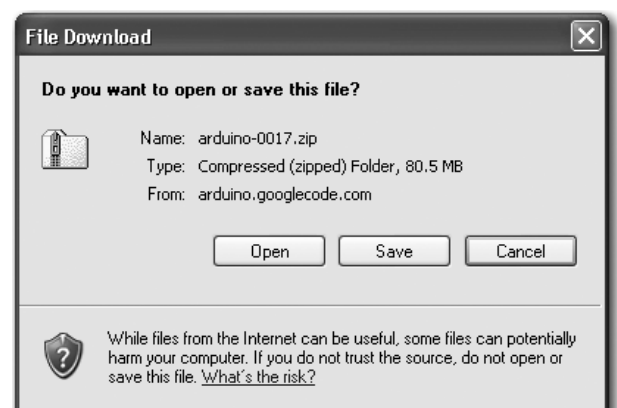 File Download
Do you want to open or save this file?
Name: arduino-0017.zip
Type: Compressed (zipped) Folder, 80.5 MB
From: arduino.googlecode.com
Open Save Cancel
While files from the Internet can be useful, some files can potentially
harm your computer. If you do not trust the source, do not open or
save this file. What's the risk?